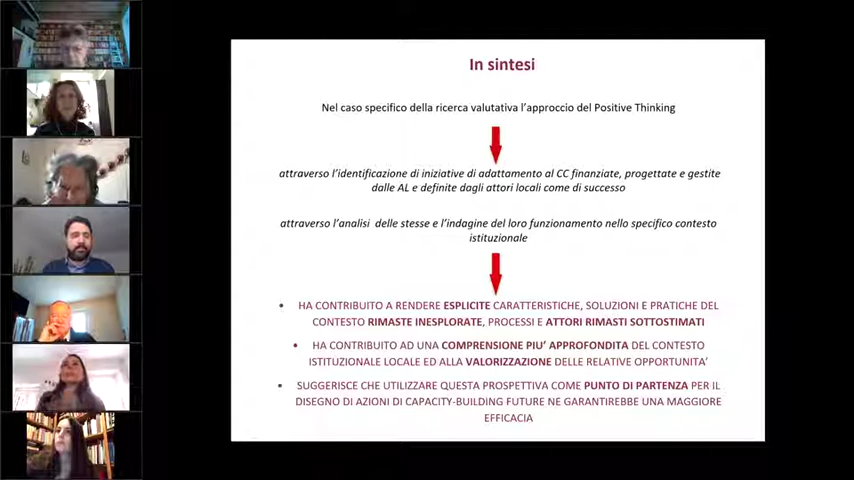 In sintesi
Nel caso specifico della ricerca valutativa l'approccio del Positive Thinking
attraverso l'identificazione di iniziative di adattamento al CC finanziate, progettate e gestite
dalle AL e definite dagli attori locali come di successo
attraverso l'analisi delle stesse e l'indagine del loro funzionamento nello specifico contesto
istituzionale
• HA CONTRIBUITO A RENDERE ESPLICITE CARATTERISTICHE, SOLUZIONI E PRATICHE DEL
CONTESTO RIMASTE INESPLORATE, PROCESSI E ATTORI RIMASTI SOTTOSTIMATI
• HA CONTRIBUITO AD UNA COMPRENSIONE PIU' APPROFONDITA DEL CONTESTO
ISTITUZIONALE LOCALE ED ALLA VALORIZZAZIONE DELLE RELATIVE OPPORTUNITA'
• SUGGERISCE CHE UTILIZZARE QUESTA PROSPETTIVA COME PUNTO DI PARTENZA PER IL
DISEGNO DI AZIONI DI CAPACITY-BUILDING FUTURE NE GARANTIREBBE UNA MAGGIORE
EFFICACIA